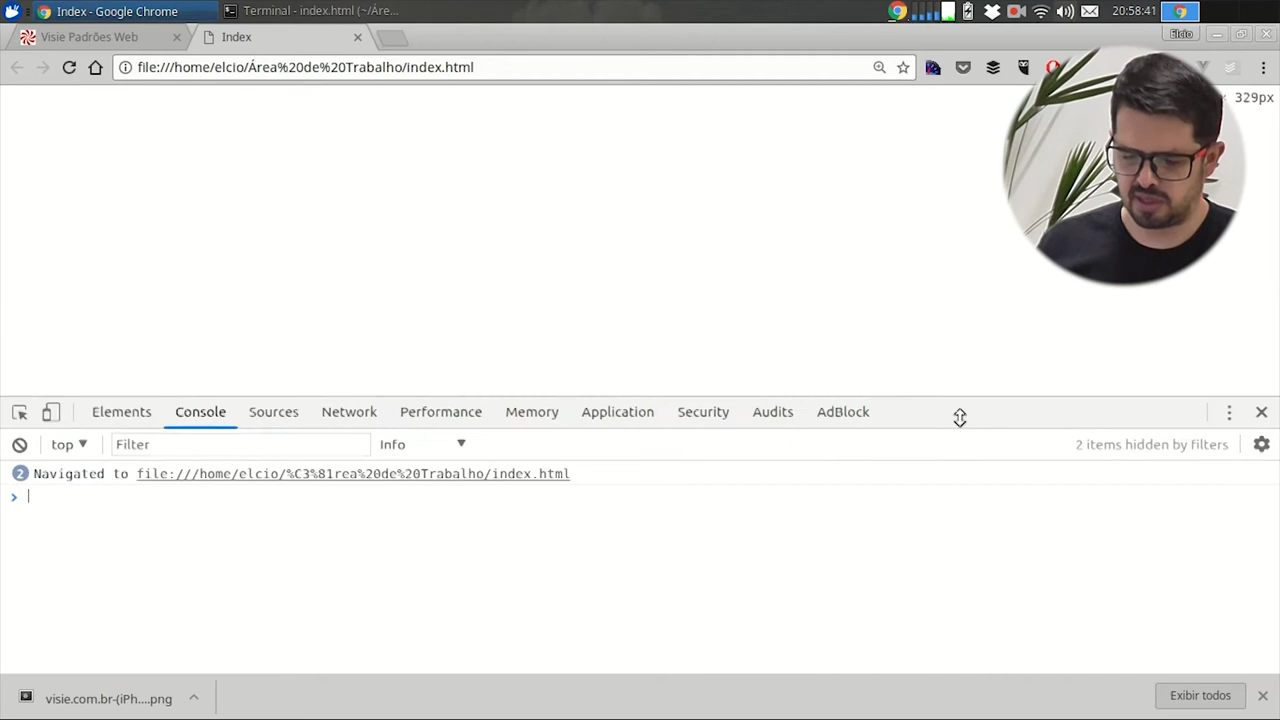 Index - Google Chrome
Terminal - index.html (~/Áre...
20:58:41
Visie Padrões Web
Index
Elcio
file:///home/elcio/Área%20de%20Trabalho/index.html
329px
Elements Console Sources Network Performance Memory Application Security Audits AdBlock
top Filter Info 2 items hidden by filters
2 Navigated to file:///home/elcio/%C3%81rea%20de%20Trabalho/index.html
visie.com.br-(iPh....png
Exibir todos